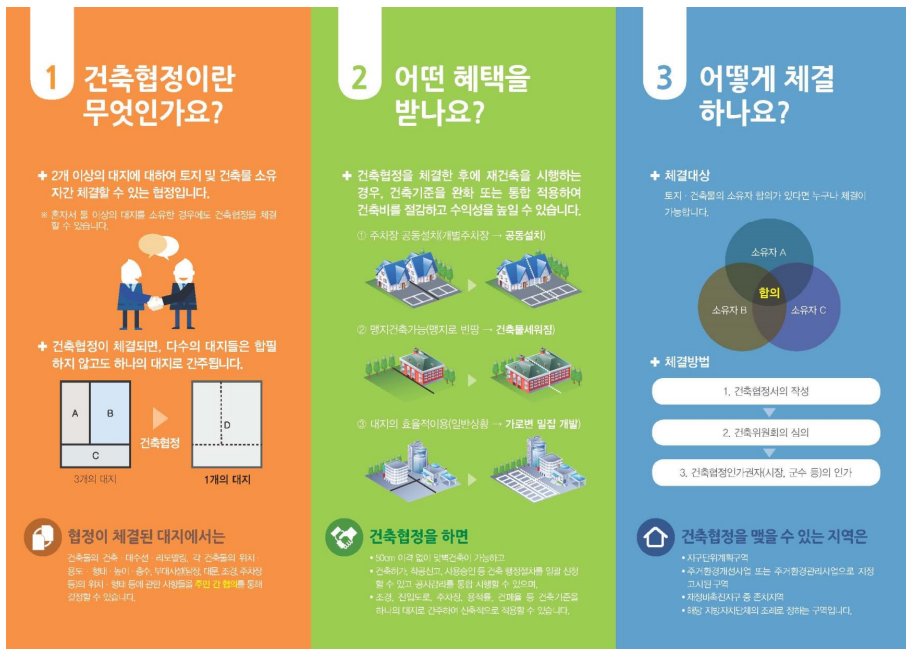 1
건축협정이란
무엇인가요?
+ 2개 이상의 대지에 대하여 토지 및 건축물 소유
자간 체결할 수 있는 협정입니다.
※ 혼자서 둘 이상의 대지를 소유한 경우에도 건축협정을 체결
할 수 있습니다.
+ 건축협정이 체결되면, 다수의 대지들은 합필
하지 않고도 하나의 대지로 간주됩니다.
A
B
C
건축협정
D
3개의 대지
1개의 대지
협정이 체결된 대지에서는
건축물의 건축·대수선·리모델링, 각 건축물의 위치·
용도·형태·높이·층수, 부대사항(담장, 대문, 조경, 주차장
등)의 위치·형태 등에 관한 사항들을 주민 간 협의를 통해
결정할 수 있습니다.
2
어떤 혜택을
받나요?
+ 건축협정을 체결한 후에 재건축을 시행하는
경우, 건축기준을 완화 또는 통합 적용하여
건축비를 절감하고 수익성을 높일 수 있습니다.
① 주차장 공동설치(개별주차장 → 공동설치)
② 맹지건축가능(맹지로 빈땅 → 건축물세워짐)
③ 대지의 효율적이용(일반상황 → 가로변 밀집 개발)
건축협정을 하면
• 50cm 이격 없이 맞벽건축이 가능하고
• 건축허가, 착공신고, 사용승인 등 건축 행정절차를 일괄 신청
할 수 있고 공사감리를 통합 시행할 수 있으며,
• 조경, 진입도로, 주차장, 용적률, 건폐율 등 건축기준을
하나의 대지로 간주하여 신축적으로 적용할 수 있습니다.
3
어떻게 체결
하나요?
+ 체결대상
토지·건축물의 소유자 합의가 있다면 누구나 체결이
가능합니다.
소유자 A
합의
소유자 B
소유자 C
+ 체결방법
1. 건축협정서의 작성
2. 건축위원회의 심의
3. 건축협정인가권자(시장, 군수 등)의 인가
건축협정을 맺을 수 있는 지역은
• 지구단위계획구역
• 주거환경개선사업 또는 주거환경관리사업으로 지정
고시된 구역
• 재정비촉진지구 중 존치지역
• 해당 지방자치단체의 조례로 정하는 구역입니다.